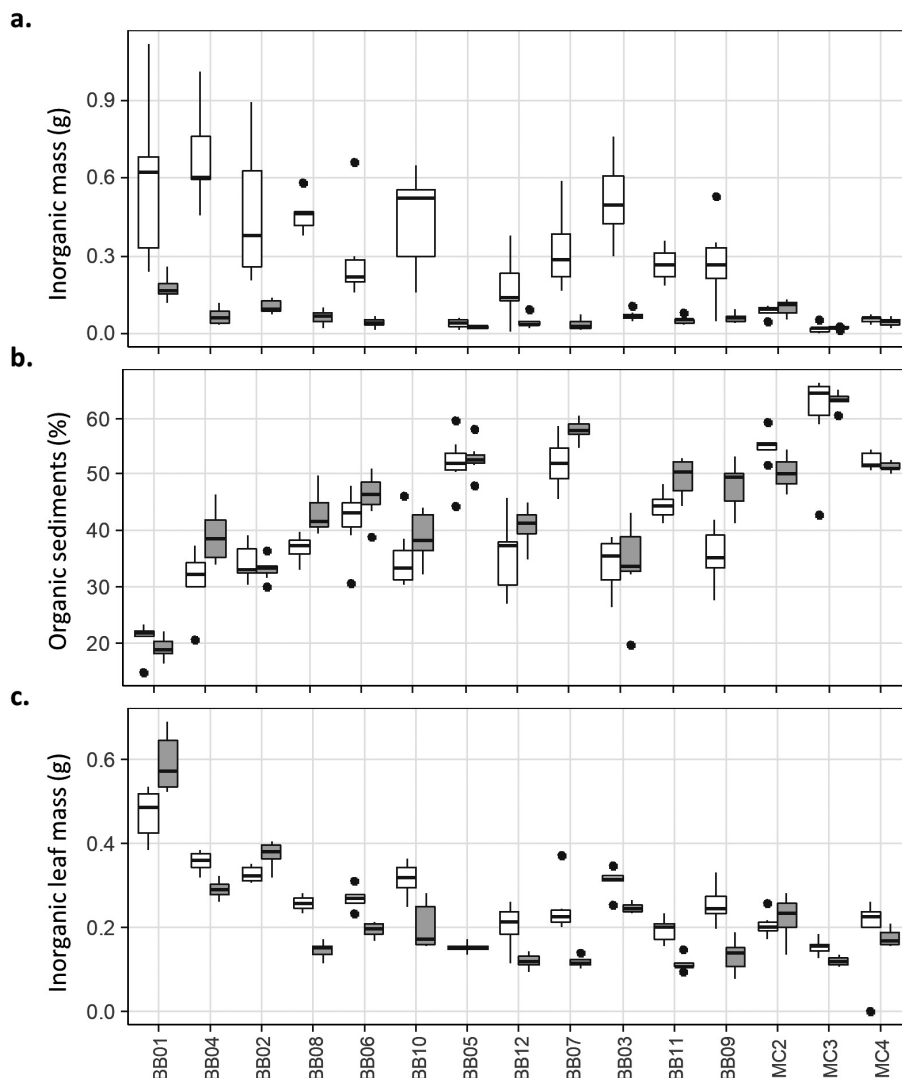 a.
Inorganic mass (g)
0.9
0.6
0.3
0.0
b.
Organic sediments (%)
60
50
40
30
20
c.
Inorganic leaf mass (g)
0.6
0.4
0.2
0.0
BB01 BB04 BB02 BB08 BB06 BB10 BB05 BB12 BB07 BB03 BB11 BB09 MC2 MC3 MC4